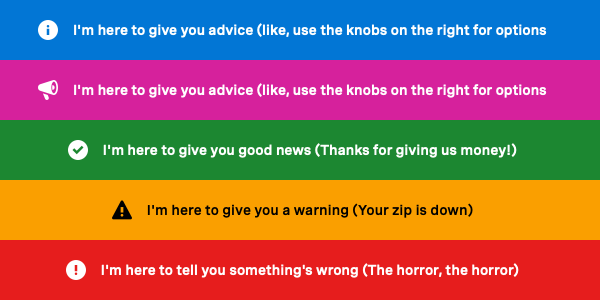 I'm here to give you advice (like, use the knobs on the right for options
I'm here to give you advice (like, use the knobs on the right for options
I'm here to give you good news (Thanks for giving us money!)
I'm here to give you a warning (Your zip is down)
I'm here to tell you something's wrong (The horror, the horror)